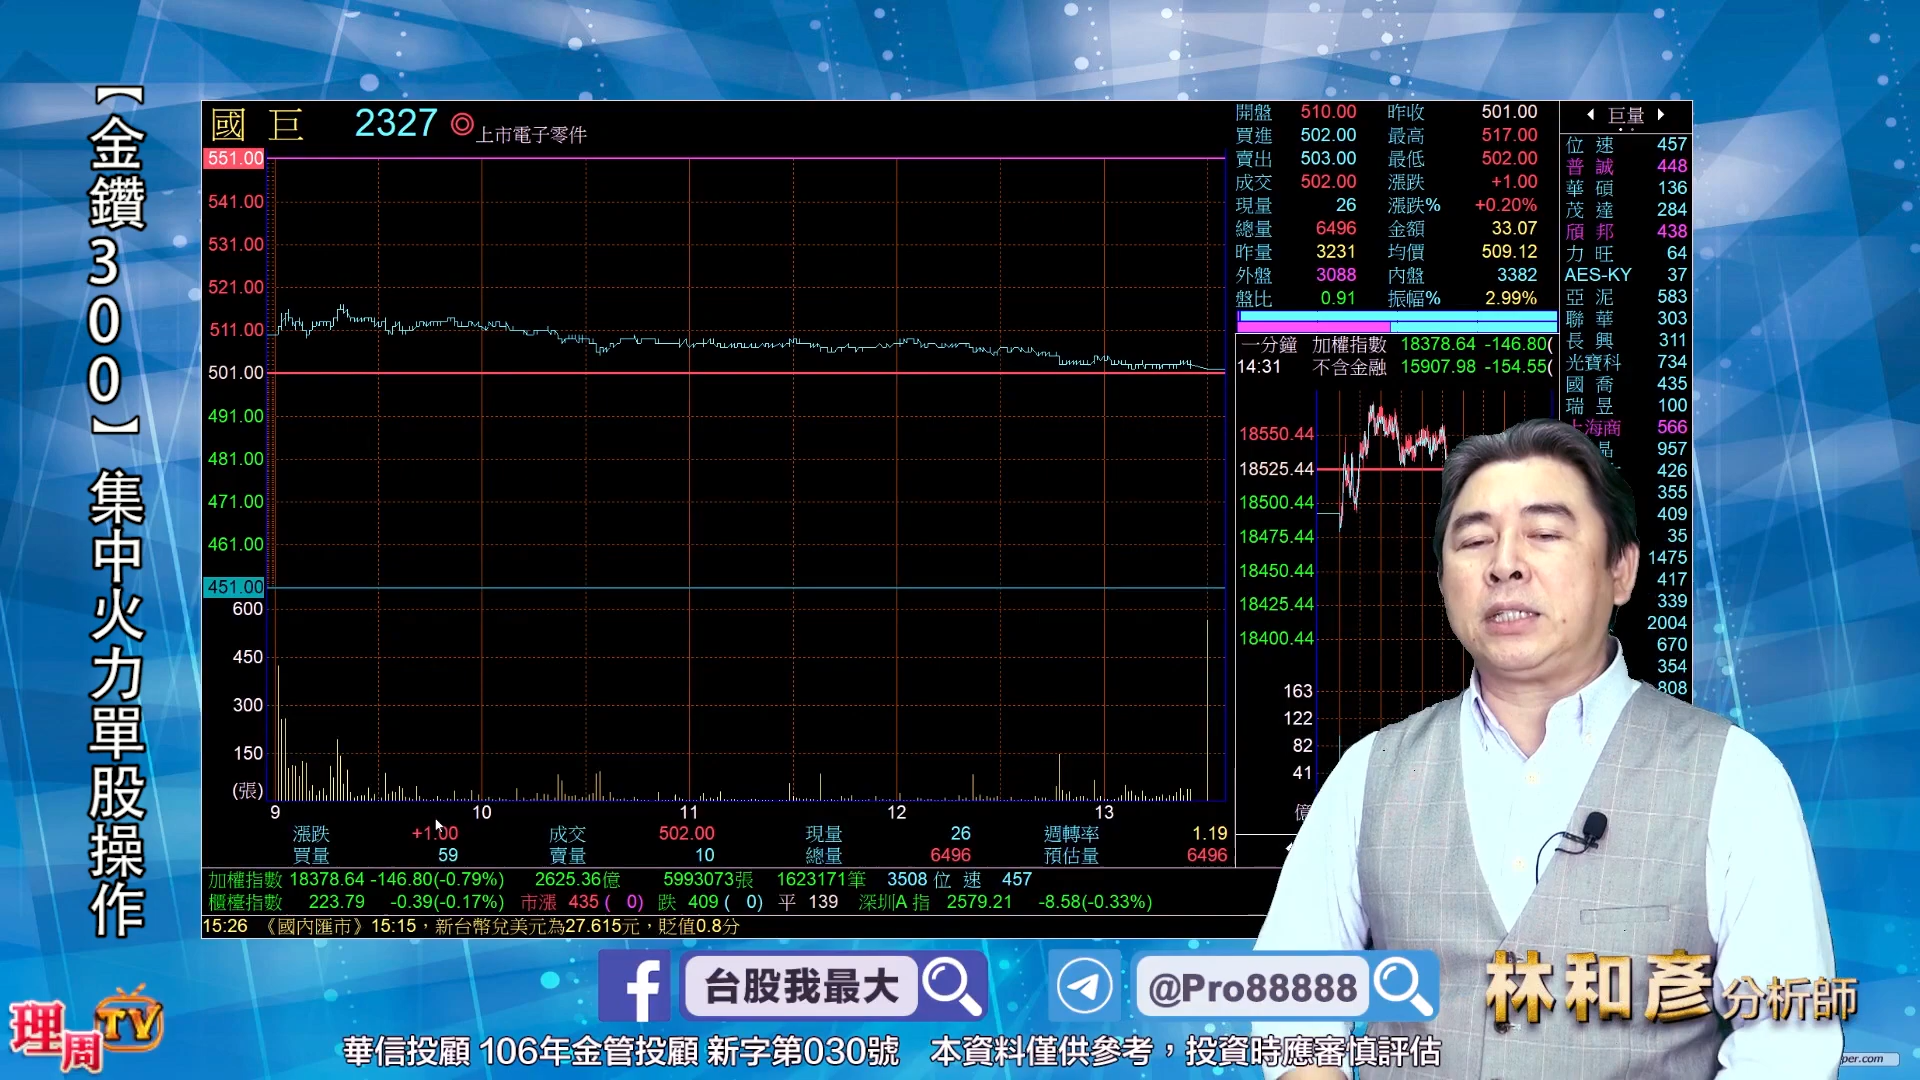 【金鑽300】集中火力單股操作
國 巨 2327 ◎ 上市電子零件
551.00
541.00
531.00
521.00
511.00
501.00
491.00
481.00
471.00
461.00
451.00
600
450
300
150
(張)
9 10 11 12 13
漲跌 +1.00 成交 502.00 現量 26 週轉率 1.19
買量 59 賣量 10 總量 6496 預估量 6496
開盤 510.00 昨收 501.00
買進 502.00 最高 517.00
賣出 503.00 最低 502.00
成交 502.00 漲跌 +1.00
現量 26 漲跌% +0.20%
總量 6496 金額 33.07
昨量 3231 均價 509.12
外盤 3088 內盤 3382
盤比 0.91 振幅% 2.99%
一分鐘 加權指數 18378.64 -146.80(
14:31 不含金融 15907.98 -154.55(
18550.44
18525.44
18500.44
18475.44
18450.44
18425.44
18400.44
163
122
82
41
億
巨量
位 速 457
普 誠 448
華 碩 136
茂 達 284
頎 邦 438
力 旺 64
AES-KY 37
亞 泥 583
聯 華 303
長 興 311
光寶科 734
國 喬 435
瑞 昱 100
上海商 566
晶 957
426
355
409
35
1475
417
339
2004
670
354
808
加權指數 18378.64 -146.80(-0.79%) 2625.36億 5993073張 1623171筆 3508 位 速 457
櫃檯指數 223.79 -0.39(-0.17%) 市漲 435 ( 0) 跌 409 ( 0) 平 139 深圳A 指 2579.21 -8.58(-0.33%)
15:26 《國內匯市》15:15，新台幣兌美元為27.615元，貶值0.8分
f 台股我最大 @Pro88888
林和彥分析師
理周TV
華信投顧 106年金管投顧 新字第030號 本資料僅供參考，投資時應審慎評估
per.com